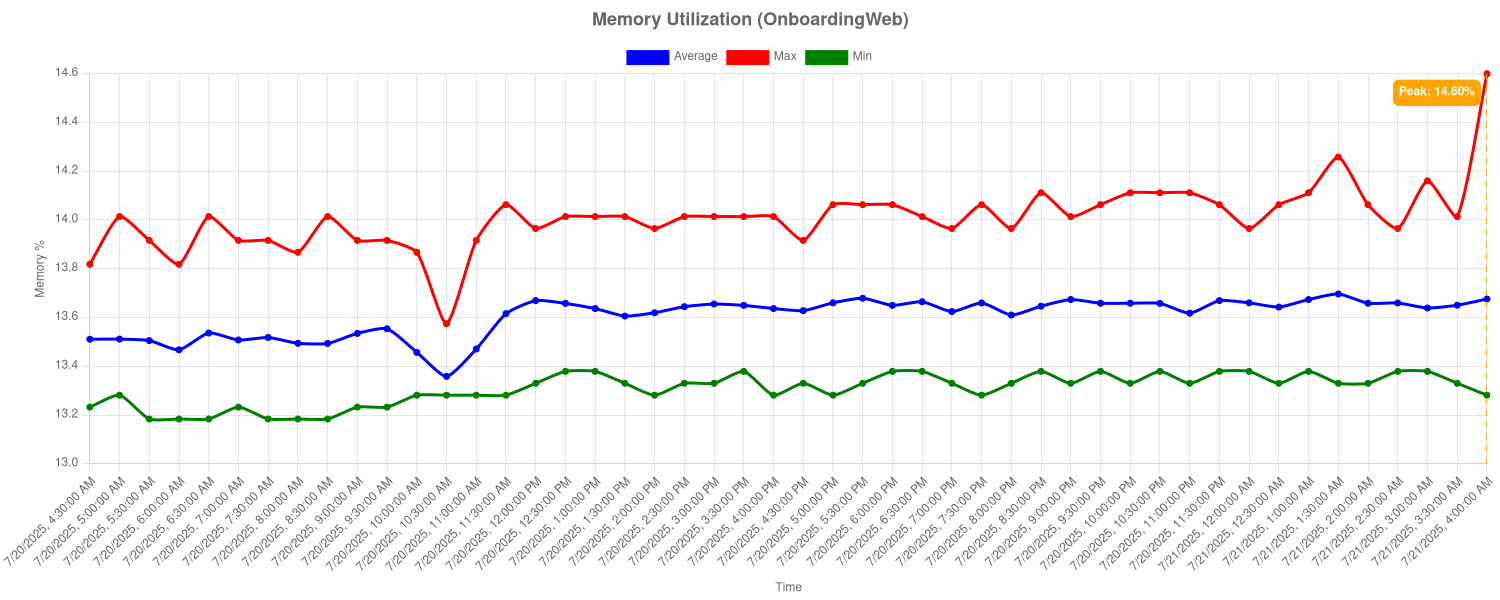 Memory Utilization (OnboardingWeb)
Average Max Min
Peak: 14.60%
14.6
14.4
14.2
14.0
13.8
13.6
13.4
13.2
13.0
Memory %
7/20/2025, 4:30:00 AM
7/20/2025, 5:00:00 AM
7/20/2025, 5:30:00 AM
7/20/2025, 6:00:00 AM
7/20/2025, 6:30:00 AM
7/20/2025, 7:00:00 AM
7/20/2025, 7:30:00 AM
7/20/2025, 8:00:00 AM
7/20/2025, 8:30:00 AM
7/20/2025, 9:00:00 AM
7/20/2025, 9:30:00 AM
7/20/2025, 10:00:00 AM
7/20/2025, 10:30:00 AM
7/20/2025, 11:00:00 AM
7/20/2025, 11:30:00 AM
7/20/2025, 12:00:00 PM
7/20/2025, 12:30:00 PM
7/20/2025, 1:00:00 PM
7/20/2025, 1:30:00 PM
7/20/2025, 2:00:00 PM
7/20/2025, 2:30:00 PM
7/20/2025, 3:00:00 PM
7/20/2025, 3:30:00 PM
7/20/2025, 4:00:00 PM
7/20/2025, 4:30:00 PM
7/20/2025, 5:00:00 PM
7/20/2025, 5:30:00 PM
7/20/2025, 6:00:00 PM
7/20/2025, 6:30:00 PM
7/20/2025, 7:00:00 PM
7/20/2025, 7:30:00 PM
7/20/2025, 8:00:00 PM
7/20/2025, 8:30:00 PM
7/20/2025, 9:00:00 PM
7/20/2025, 9:30:00 PM
7/20/2025, 10:00:00 PM
7/20/2025, 10:30:00 PM
7/20/2025, 11:00:00 PM
7/20/2025, 11:30:00 PM
7/21/2025, 12:00:00 AM
7/21/2025, 12:30:00 AM
7/21/2025, 1:00:00 AM
7/21/2025, 1:30:00 AM
7/21/2025, 2:00:00 AM
7/21/2025, 2:30:00 AM
7/21/2025, 3:00:00 AM
7/21/2025, 3:30:00 AM
7/21/2025, 4:00:00 AM
Time